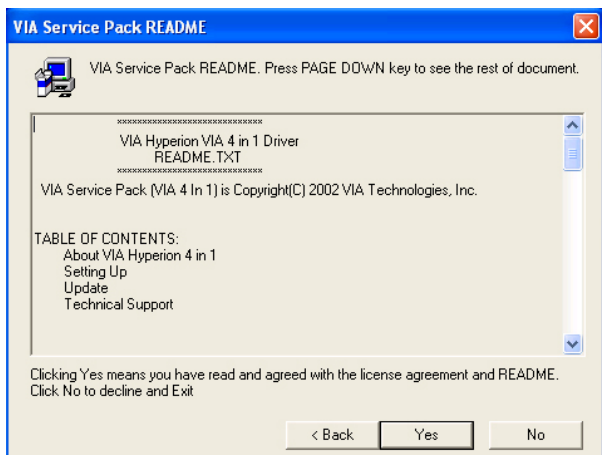 VIA Service Pack README
VIA Service Pack README. Press PAGE DOWN key to see the rest of document.
xxxxxxxxxxxxxxxxxxxxxxxxxxxxx
VIA Hyperion VIA 4 in 1 Driver
README.TXT
xxxxxxxxxxxxxxxxxxxxxxxxxxxxx
VIA Service Pack (VIA 4 In 1) is Copyright(C) 2002 VIA Technologies, Inc.
TABLE OF CONTENTS:
About VIA Hyperion 4 in 1
Setting Up
Update
Technical Support
Clicking Yes means you have read and agreed with the license agreement and README.
Click No to decline and Exit
< Back Yes No